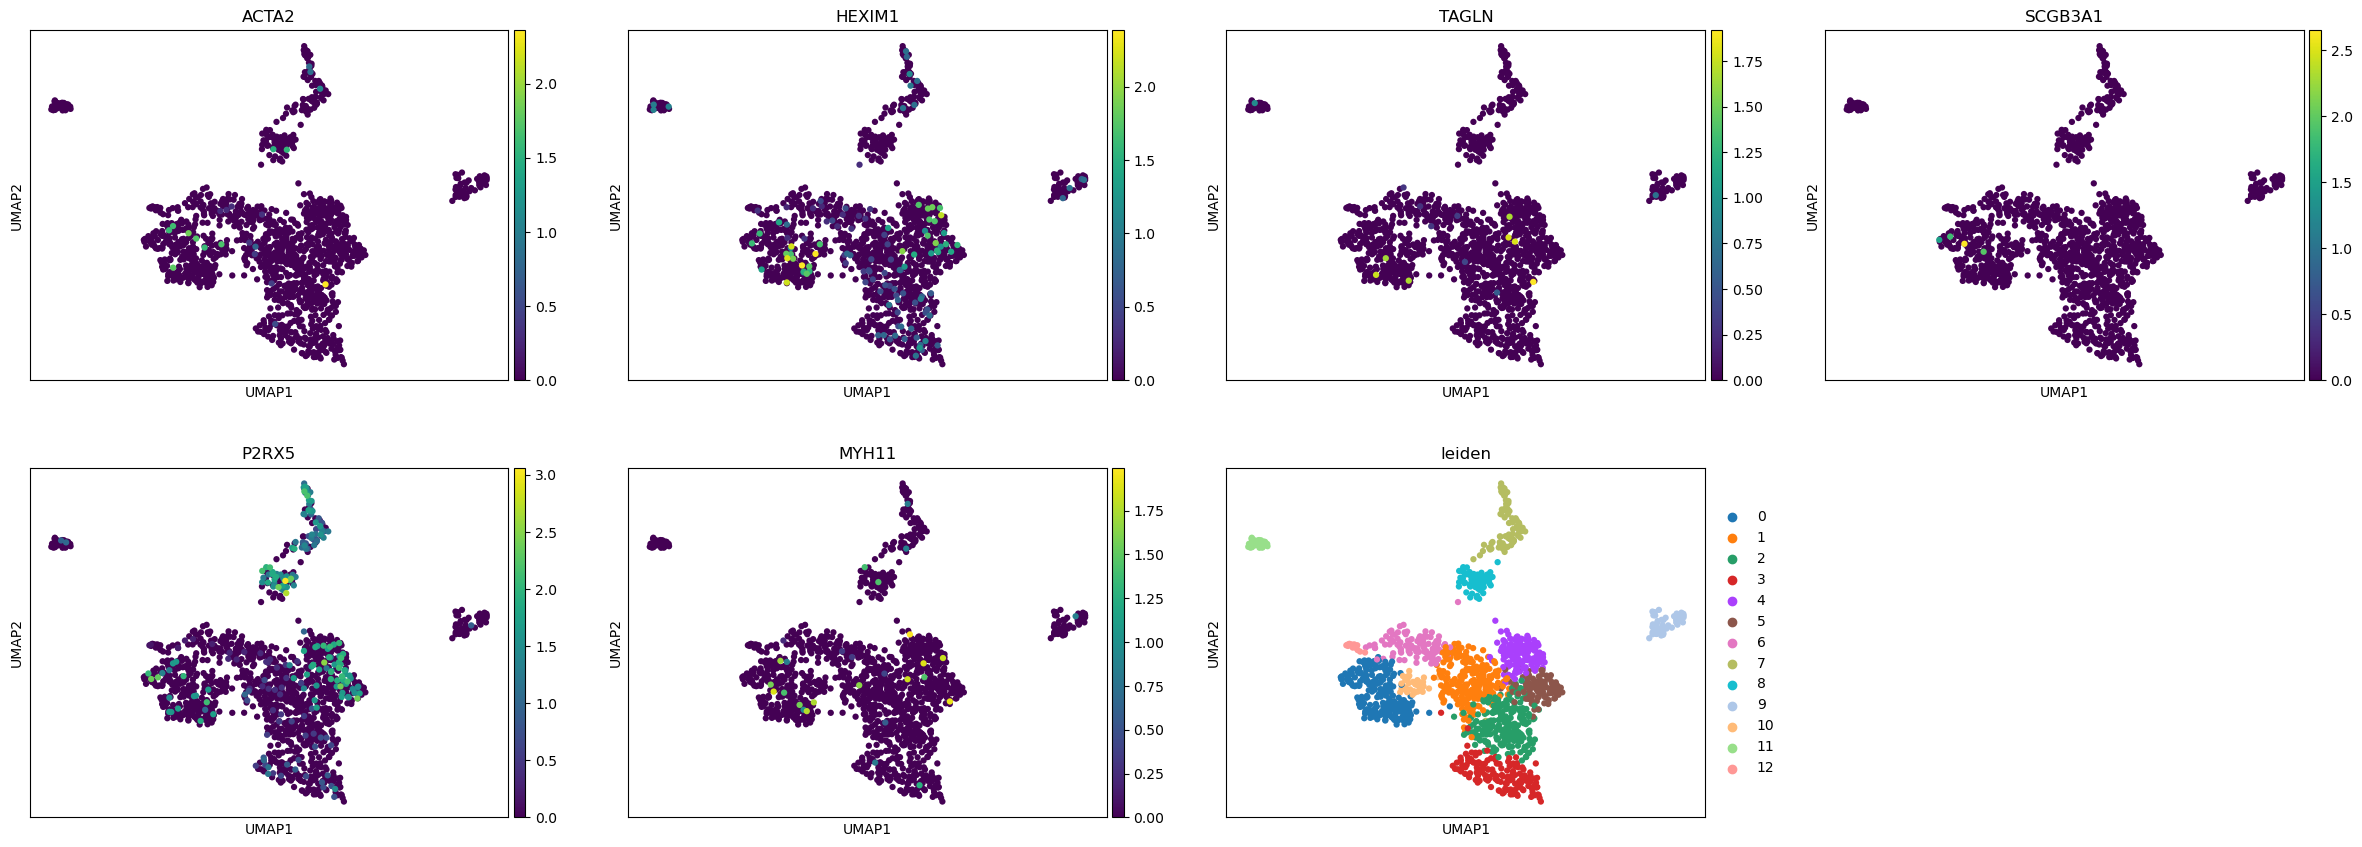 ACTA2
UMAP2
UMAP1
2.0
1.5
1.0
0.5
0.0
HEXIM1
UMAP2
UMAP1
2.0
1.5
1.0
0.5
0.0
TAGLN
UMAP2
UMAP1
1.75
1.50
1.25
1.00
0.75
0.50
0.25
0.00
SCGB3A1
UMAP2
UMAP1
2.5
2.0
1.5
1.0
0.5
0.0
P2RX5
UMAP2
UMAP1
3.0
2.5
2.0
1.5
1.0
0.5
0.0
MYH11
UMAP2
UMAP1
1.75
1.50
1.25
1.00
0.75
0.50
0.25
0.00
leiden
UMAP2
UMAP1
0
1
2
3
4
5
6
7
8
9
10
11
12